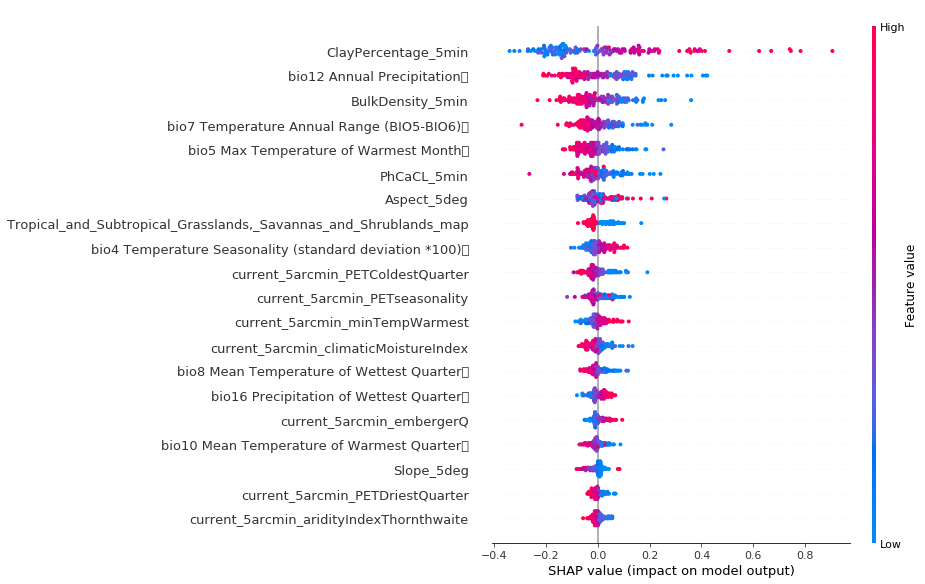 High
ClayPercentage_5min
bio12 Annual Precipitation
BulkDensity_5min
bio7 Temperature Annual Range (BIO5-BIO6)
bio5 Max Temperature of Warmest Month
PhCaCL_5min
Aspect_5deg
Tropical_and_Subtropical_Grasslands,_Savannas_and_Shrublands_map
bio4 Temperature Seasonality (standard deviation *100)
current_5arcmin_PETColdestQuarter
current_5arcmin_PETseasonality
current_5arcmin_minTempWarmest
current_5arcmin_climaticMoistureIndex
bio8 Mean Temperature of Wettest Quarter
bio16 Precipitation of Wettest Quarter
current_5arcmin_embergerQ
bio10 Mean Temperature of Warmest Quarter
Slope_5deg
current_5arcmin_PETDriestQuarter
current_5arcmin_aridityIndexThornthwaite
Feature value
Low
−0.4 −0.2 0.0 0.2 0.4 0.6 0.8
SHAP value (impact on model output)